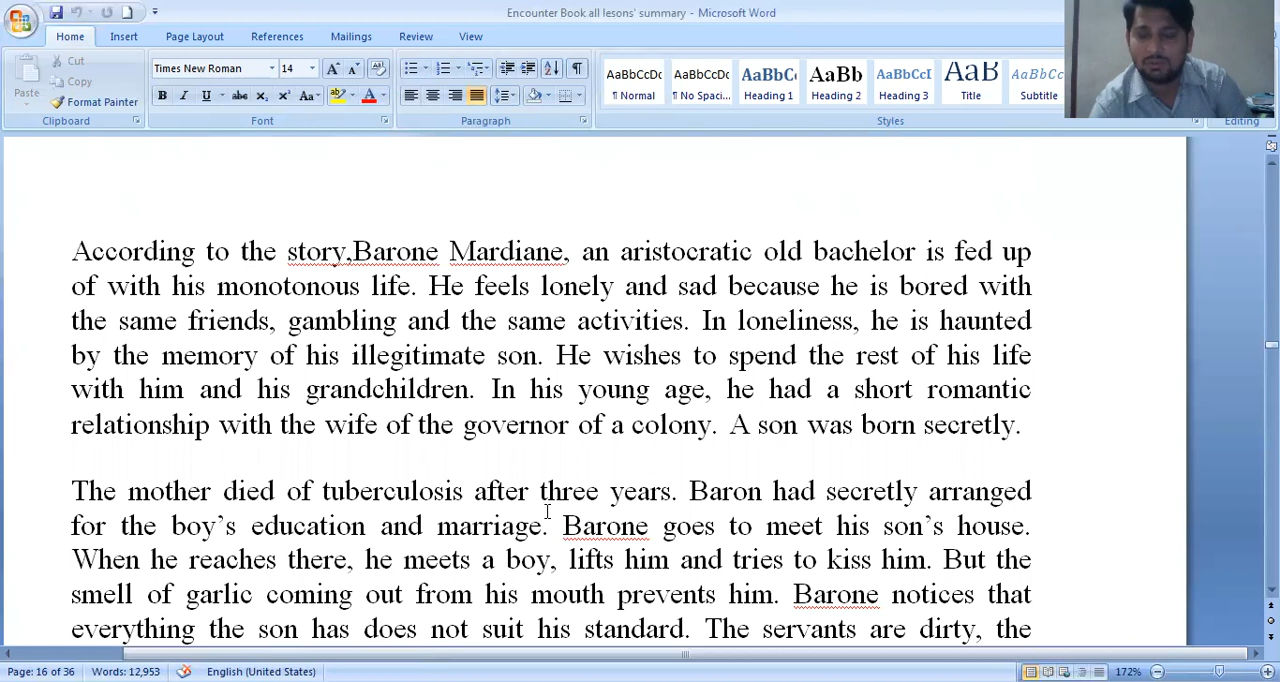 Encounter Book all lesons' summary - Microsoft Word
Home Insert Page Layout References Mailings Review View
Paste
Cut
Copy
Format Painter
Clipboard
Times New Roman 14
Font
Paragraph
AaBbCcDc AaBbCcDc AaBbC AaBb AaBbCcI AaB AaBbCcL
¶ Normal ¶ No Spaci... Heading 1 Heading 2 Heading 3 Title Subtitle
Styles
Editing
According to the story,Barone Mardiane, an aristocratic old bachelor is fed up
of with his monotonous life. He feels lonely and sad because he is bored with
the same friends, gambling and the same activities. In loneliness, he is haunted
by the memory of his illegitimate son. He wishes to spend the rest of his life
with him and his grandchildren. In his young age, he had a short romantic
relationship with the wife of the governor of a colony. A son was born secretly.
The mother died of tuberculosis after three years. Baron had secretly arranged
for the boy's education and marriage. Barone goes to meet his son's house.
When he reaches there, he meets a boy, lifts him and tries to kiss him. But the
smell of garlic coming out from his mouth prevents him. Barone notices that
everything the son has does not suit his standard. The servants are dirty, the
Page: 16 of 36 Words: 12,953 English (United States) 172%